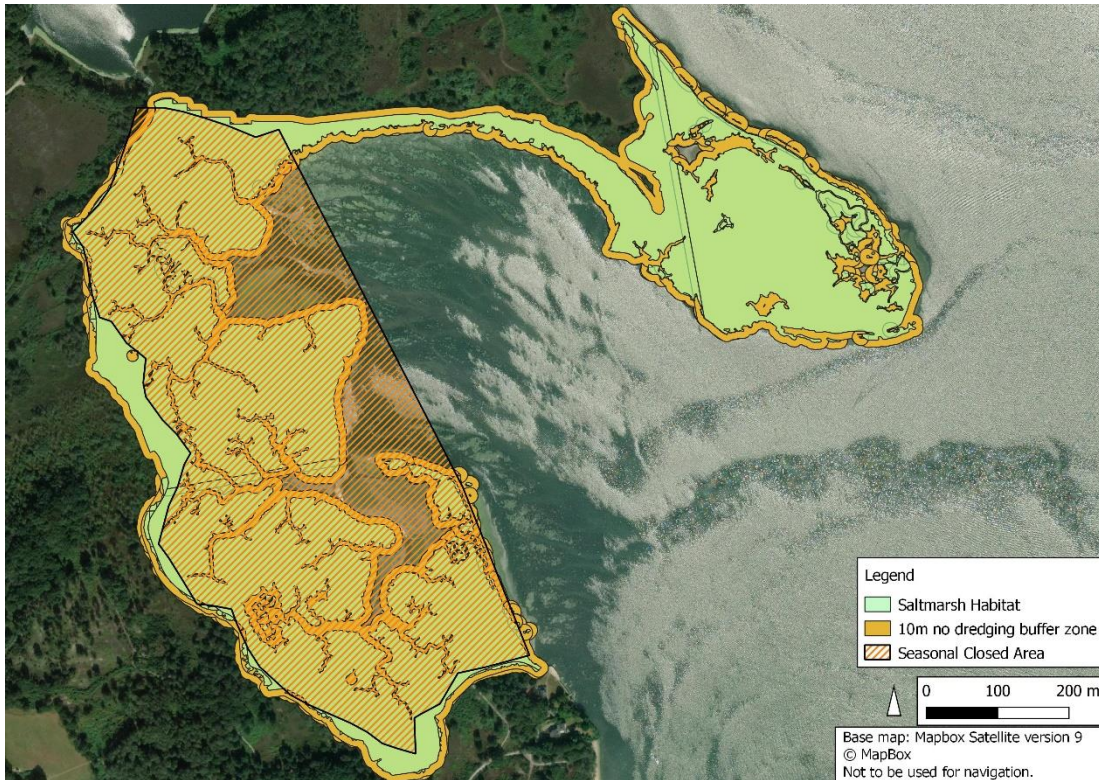 Legend
Saltmarsh Habitat
10m no dredging buffer zone
Seasonal Closed Area
0 100 200 m
Base map: Mapbox Satellite version 9
© MapBox
Not to be used for navigation.